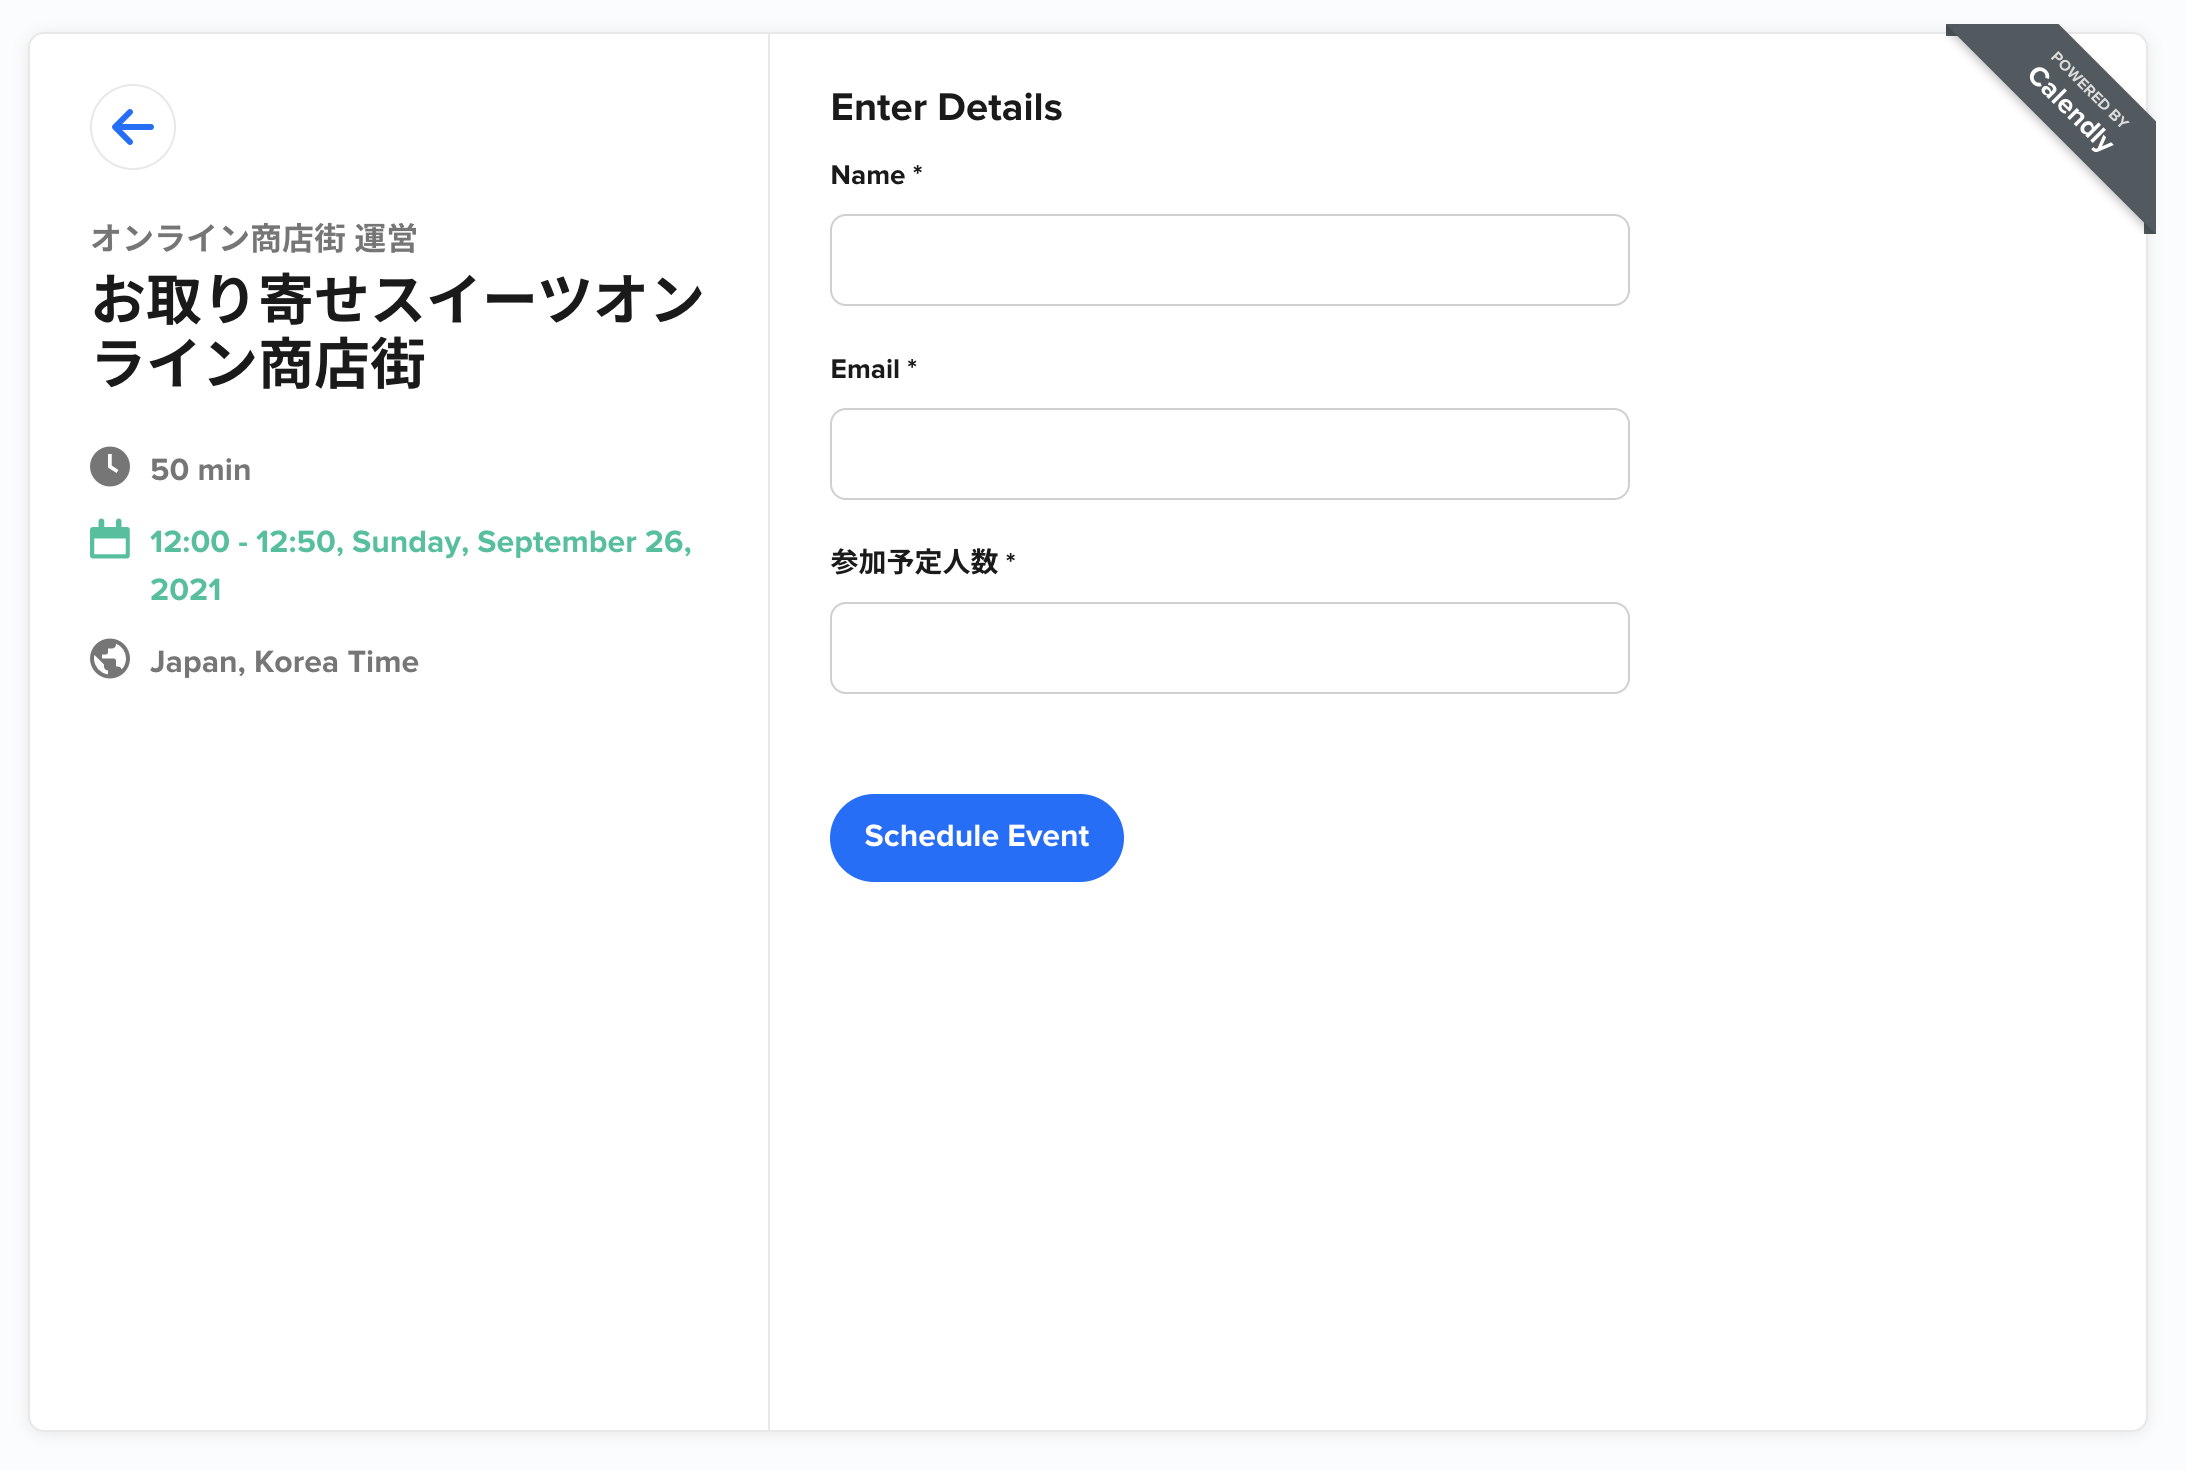 オンライン商店街 運営
お取り寄せスイーツオン
ライン商店街
50 min
12:00 - 12:50, Sunday, September 26,
2021
Japan, Korea Time
Enter Details
Name *
Email *
参加予定人数 *
Schedule Event
POWERED BY
Calendly